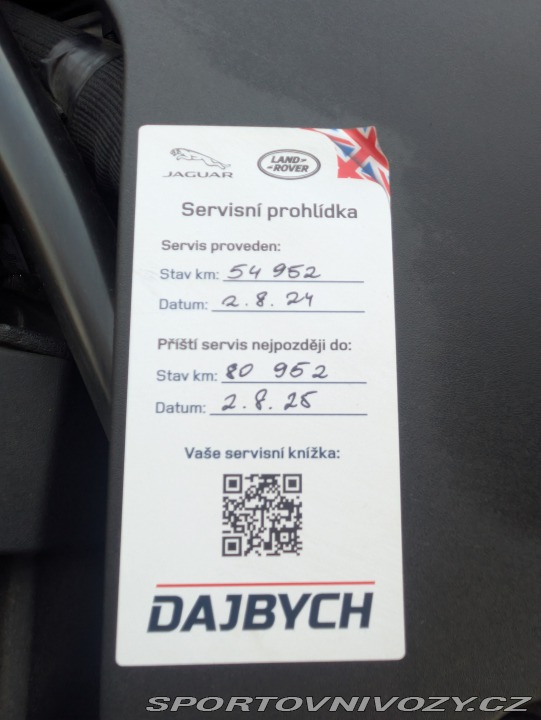 JAGUAR
LAND-
-ROVER
Servisní prohlídka
Servis proveden:
Stav km: 54 952
Datum: 2.8.24
Příští servis nejpozději do:
Stav km: 80 952
Datum: 2.8.25
Vaše servisní knížka:
DAJBYCH
SPORTOVNIVOZY.CZ